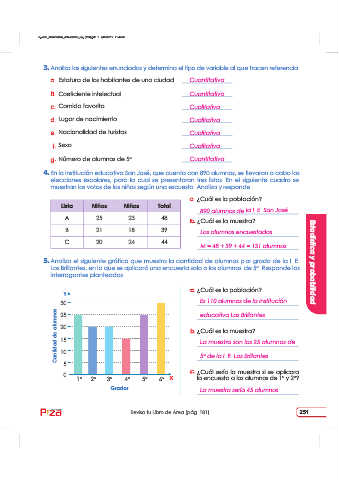 3. Analiza los siguientes enunciados y determina el tipo de variable al que hacen referencia
a Estatura de los habitantes de una ciudad Cuantitativa
b Coeficiente intelectual Cuantitativa
c. Comida favorita Cualitativa
d Lugar de nacimiento Cualitativa
e. Nacionalidad de turistas Cualitativa
f. Sexo Cualitativa
g. Número de alumnos de 5° Cuantitativa
4. En la institución educativa San José, que cuenta con 890 alumnos, se llevaron a cabo las
elecciones escolares, para lo cual se presentaron tres listas En el siguiente cuadro se
muestran los votos de los niños según una encuesta Analiza y responde
Lista Niñas Niños Total
A 25 23 48
B 21 18 39
C 20 24 44
a ¿Cuál es la población?
890 alumnos de la I E San José
b. ¿Cuál es la muestra?
Los alumnos encuestados
M = 48 + 39 + 44 = 131 alumnos
5. Analiza el siguiente gráfico que muestra la cantidad de alumnos por grado de la I E
Los Brillantes, en la que se aplicará una encuesta solo a los alumnos de 5° Responde las
interrogantes planteadas
Y
30
25
20
15
10
5
0
Cantidad de alumnos
1° 2° 3° 4° 5° 6° X
Grados
a. ¿Cuál es la población?
Es 110 alumnos de la institución
educativa Los Brillantes
b ¿Cuál es la muestra?
La muestra son los 25 alumnos de
5° de la I E Los Brillantes
c. ¿Cuál sería la muestra si se aplicara
la encuesta a los alumnos de 1° y 2°?
La muestra sería 45 alumnos
Estadística y probabilidad
Revisa tu Libro de Área (pág. 181)
251